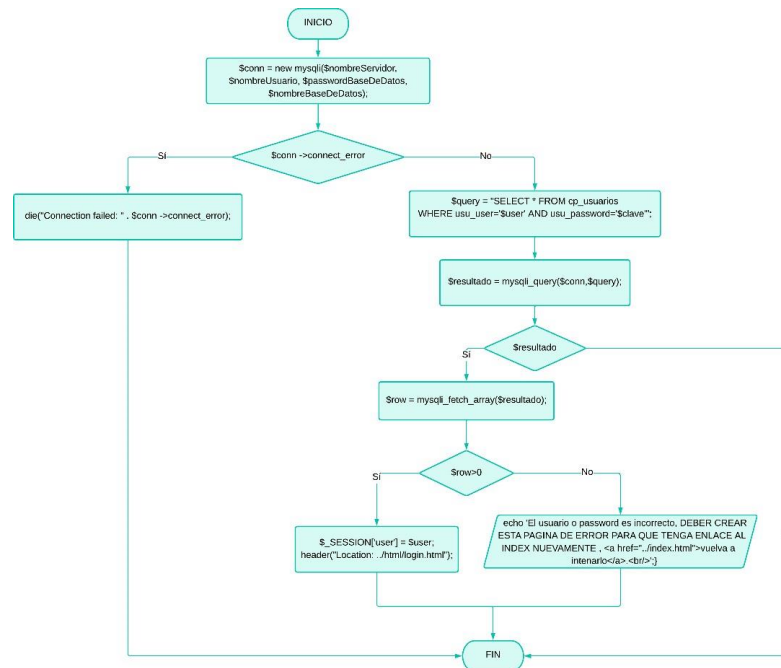 INICIO
$conn = new mysqli($nombreServidor,
$nombreUsuario, $passwordBaseDeDatos,
$nombreBaseDeDatos);
$conn ->connect_error
Sí
No
die("Connection failed: " . $conn ->connect_error);
$query = "SELECT * FROM cp_usuarios
WHERE usu_user='$user' AND usu_password='$clave'";
$resultado = mysqli_query($conn,$query);
$resultado
Sí
$row = mysqli_fetch_array($resultado);
$row>0
Sí
No
$_SESSION['user'] = $user;
header("Location: ../html/login.html");
echo 'El usuario o password es incorrecto, DEBER CREAR
ESTA PAGINA DE ERROR PARA QUE TENGA ENLACE AL
INDEX NUEVAMENTE , <a href="../index.html">vuelva a
intenarlo</a>.<br/>';}
FIN